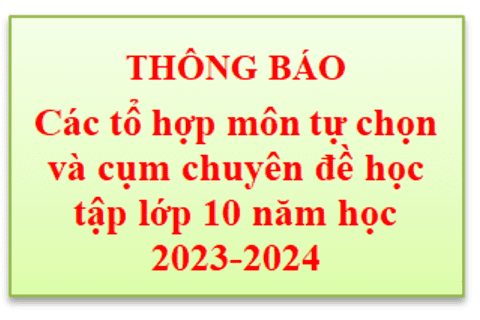 THÔNG BÁO
Các tổ hợp môn tự chọn
và cụm chuyên đề học
tập lớp 10 năm học
2023-2024